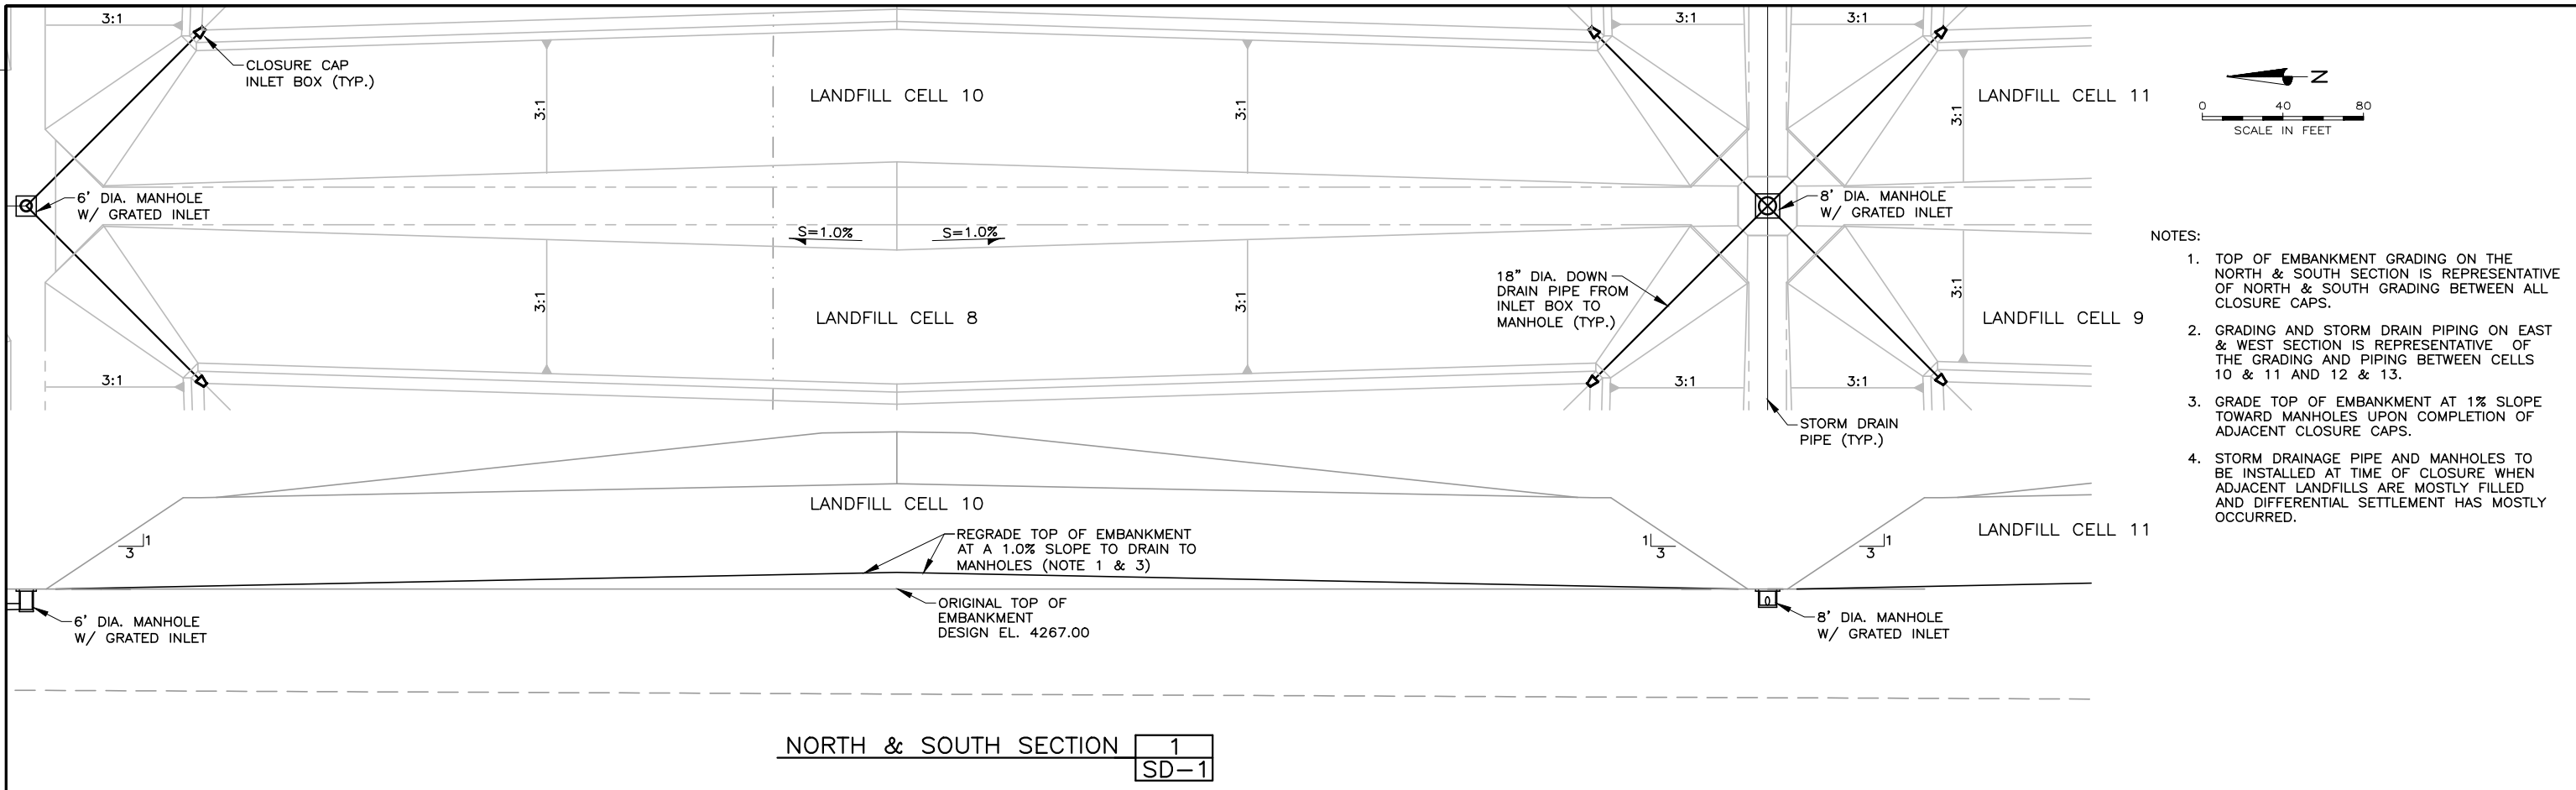 3:1
CLOSURE CAP
INLET BOX (TYP.)
3:1
LANDFILL CELL 10
3:1
3:1
3:1
LANDFILL CELL 11
3:1
N
0 40 80
SCALE IN FEET
6' DIA. MANHOLE
W/ GRATED INLET
8' DIA. MANHOLE
W/ GRATED INLET
S=1.0%
S=1.0%
3:1
LANDFILL CELL 8
3:1
18" DIA. DOWN
DRAIN PIPE FROM
INLET BOX TO
MANHOLE (TYP.)
3:1
LANDFILL CELL 9
3:1
3:1
3:1
STORM DRAIN
PIPE (TYP.)
NOTES:
1. TOP OF EMBANKMENT GRADING ON THE
NORTH & SOUTH SECTION IS REPRESENTATIVE
OF NORTH & SOUTH GRADING BETWEEN ALL
CLOSURE CAPS.
2. GRADING AND STORM DRAIN PIPING ON EAST
& WEST SECTION IS REPRESENTATIVE OF
THE GRADING AND PIPING BETWEEN CELLS
10 & 11 AND 12 & 13.
3. GRADE TOP OF EMBANKMENT AT 1% SLOPE
TOWARD MANHOLES UPON COMPLETION OF
ADJACENT CLOSURE CAPS.
4. STORM DRAINAGE PIPE AND MANHOLES TO
BE INSTALLED AT TIME OF CLOSURE WHEN
ADJACENT LANDFILLS ARE MOSTLY FILLED
AND DIFFERENTIAL SETTLEMENT HAS MOSTLY
OCCURRED.
LANDFILL CELL 10
1
3
REGRADE TOP OF EMBANKMENT
AT A 1.0% SLOPE TO DRAIN TO
MANHOLES (NOTE 1 & 3)
1
3
1
3
LANDFILL CELL 11
6' DIA. MANHOLE
W/ GRATED INLET
ORIGINAL TOP OF
EMBANKMENT
DESIGN EL. 4267.00
8' DIA. MANHOLE
W/ GRATED INLET
NORTH & SOUTH SECTION
1
SD-1